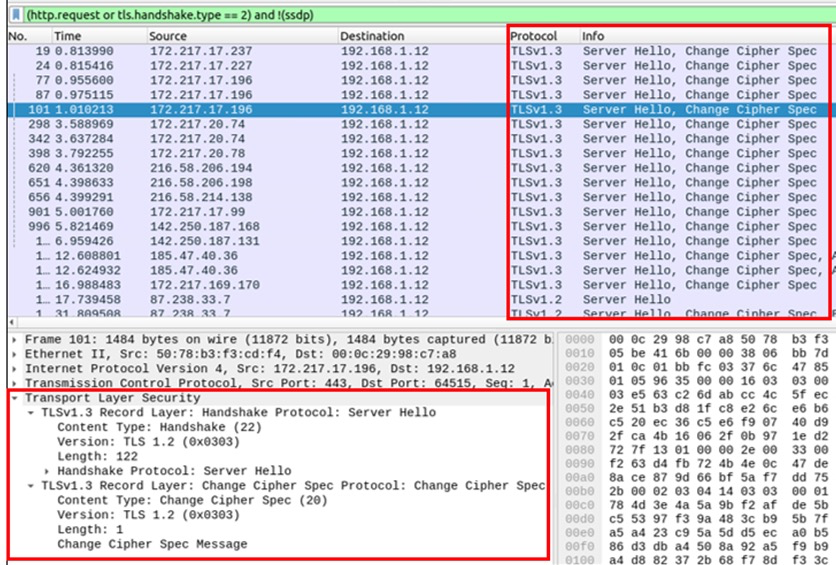 (http.request or tls.handshake.type == 2) and !(ssdp)
No. Time Source Destination Protocol Info
19 0.813990 172.217.17.237 192.168.1.12 TLSv1.3 Server Hello, Change Cipher Spec
24 0.815416 172.217.17.227 192.168.1.12 TLSv1.3 Server Hello, Change Cipher Spec
77 0.955600 172.217.17.196 192.168.1.12 TLSv1.3 Server Hello, Change Cipher Spec
87 0.975115 172.217.17.196 192.168.1.12 TLSv1.3 Server Hello, Change Cipher Spec
101 1.010213 172.217.17.196 192.168.1.12 TLSv1.3 Server Hello, Change Cipher Spec
298 3.588969 172.217.20.74 192.168.1.12 TLSv1.3 Server Hello, Change Cipher Spec
342 3.637284 172.217.20.74 192.168.1.12 TLSv1.3 Server Hello, Change Cipher Spec
398 3.792255 172.217.20.78 192.168.1.12 TLSv1.3 Server Hello, Change Cipher Spec
620 4.361320 216.58.206.194 192.168.1.12 TLSv1.3 Server Hello, Change Cipher Spec
651 4.398633 216.58.206.198 192.168.1.12 TLSv1.3 Server Hello, Change Cipher Spec
656 4.399291 216.58.214.138 192.168.1.12 TLSv1.3 Server Hello, Change Cipher Spec
901 5.001760 172.217.17.99 192.168.1.12 TLSv1.3 Server Hello, Change Cipher Spec
996 5.821469 142.250.187.168 192.168.1.12 TLSv1.3 Server Hello, Change Cipher Spec
1… 6.959426 142.250.187.131 192.168.1.12 TLSv1.3 Server Hello, Change Cipher Spec
1… 12.608801 185.47.40.36 192.168.1.12 TLSv1.3 Server Hello, Change Cipher Spec,
1… 12.624932 185.47.40.36 192.168.1.12 TLSv1.3 Server Hello, Change Cipher Spec,
1… 16.988483 172.217.169.170 192.168.1.12 TLSv1.3 Server Hello, Change Cipher Spec
1… 17.739458 87.238.33.7 192.168.1.12 TLSv1.2 Server Hello
1… 31.809508 87.238.33.7 192.168.1.12 TLSv1.2 Server Hello, Change Cipher Spec
Frame 101: 1484 bytes on wire (11872 bits), 1484 bytes captured (11872 b
Ethernet II, Src: 50:78:b3:f3:cd:f4, Dst: 00:0c:29:98:c7:a8
Internet Protocol Version 4, Src: 172.217.17.196, Dst: 192.168.1.12
Transmission Control Protocol, Src Port: 443, Dst Port: 64515, Seq: 1, A
Transport Layer Security
TLSv1.3 Record Layer: Handshake Protocol: Server Hello
Content Type: Handshake (22)
Version: TLS 1.2 (0x0303)
Length: 122
Handshake Protocol: Server Hello
TLSv1.3 Record Layer: Change Cipher Spec Protocol: Change Cipher Spec
Content Type: Change Cipher Spec (20)
Version: TLS 1.2 (0x0303)
Length: 1
Change Cipher Spec Message
0000 00 0c 29 98 c7 a8 50 78 b3 f3
0010 05 be 41 6b 00 00 38 06 bb 7d
0020 01 0c 01 bb fc 03 37 6c 47 85
0030 01 05 96 35 00 00 16 03 03 00
0040 03 e5 63 c2 6d ab cc 4c 5f ec
0050 2e 51 b3 d8 1f c8 e2 6c e6 b6
0060 c5 20 ec 36 c5 e6 f9 07 40 d9
0070 2f ca 4b 16 06 2f 0b 97 1e d2
0080 72 7f 13 01 00 00 2e 00 33 00
0090 f2 63 d4 fb 72 4b 4e 0c 47 de
00a0 8a ce 87 9d 66 bf 5a f7 dd 75
00b0 2b 00 02 03 04 14 03 03 00 01
00c0 78 4d 3e 4a 5a 9b f2 af de 5b
00d0 c5 53 97 f3 9a 48 3c b9 5b 7f
00e0 a5 a4 23 c9 5a 5d d5 ec a0 b5
00f0 86 d3 db a4 50 8a 92 a5 f9 b9
0100 a4 d8 82 37 2b 68 f7 8d f3 3c